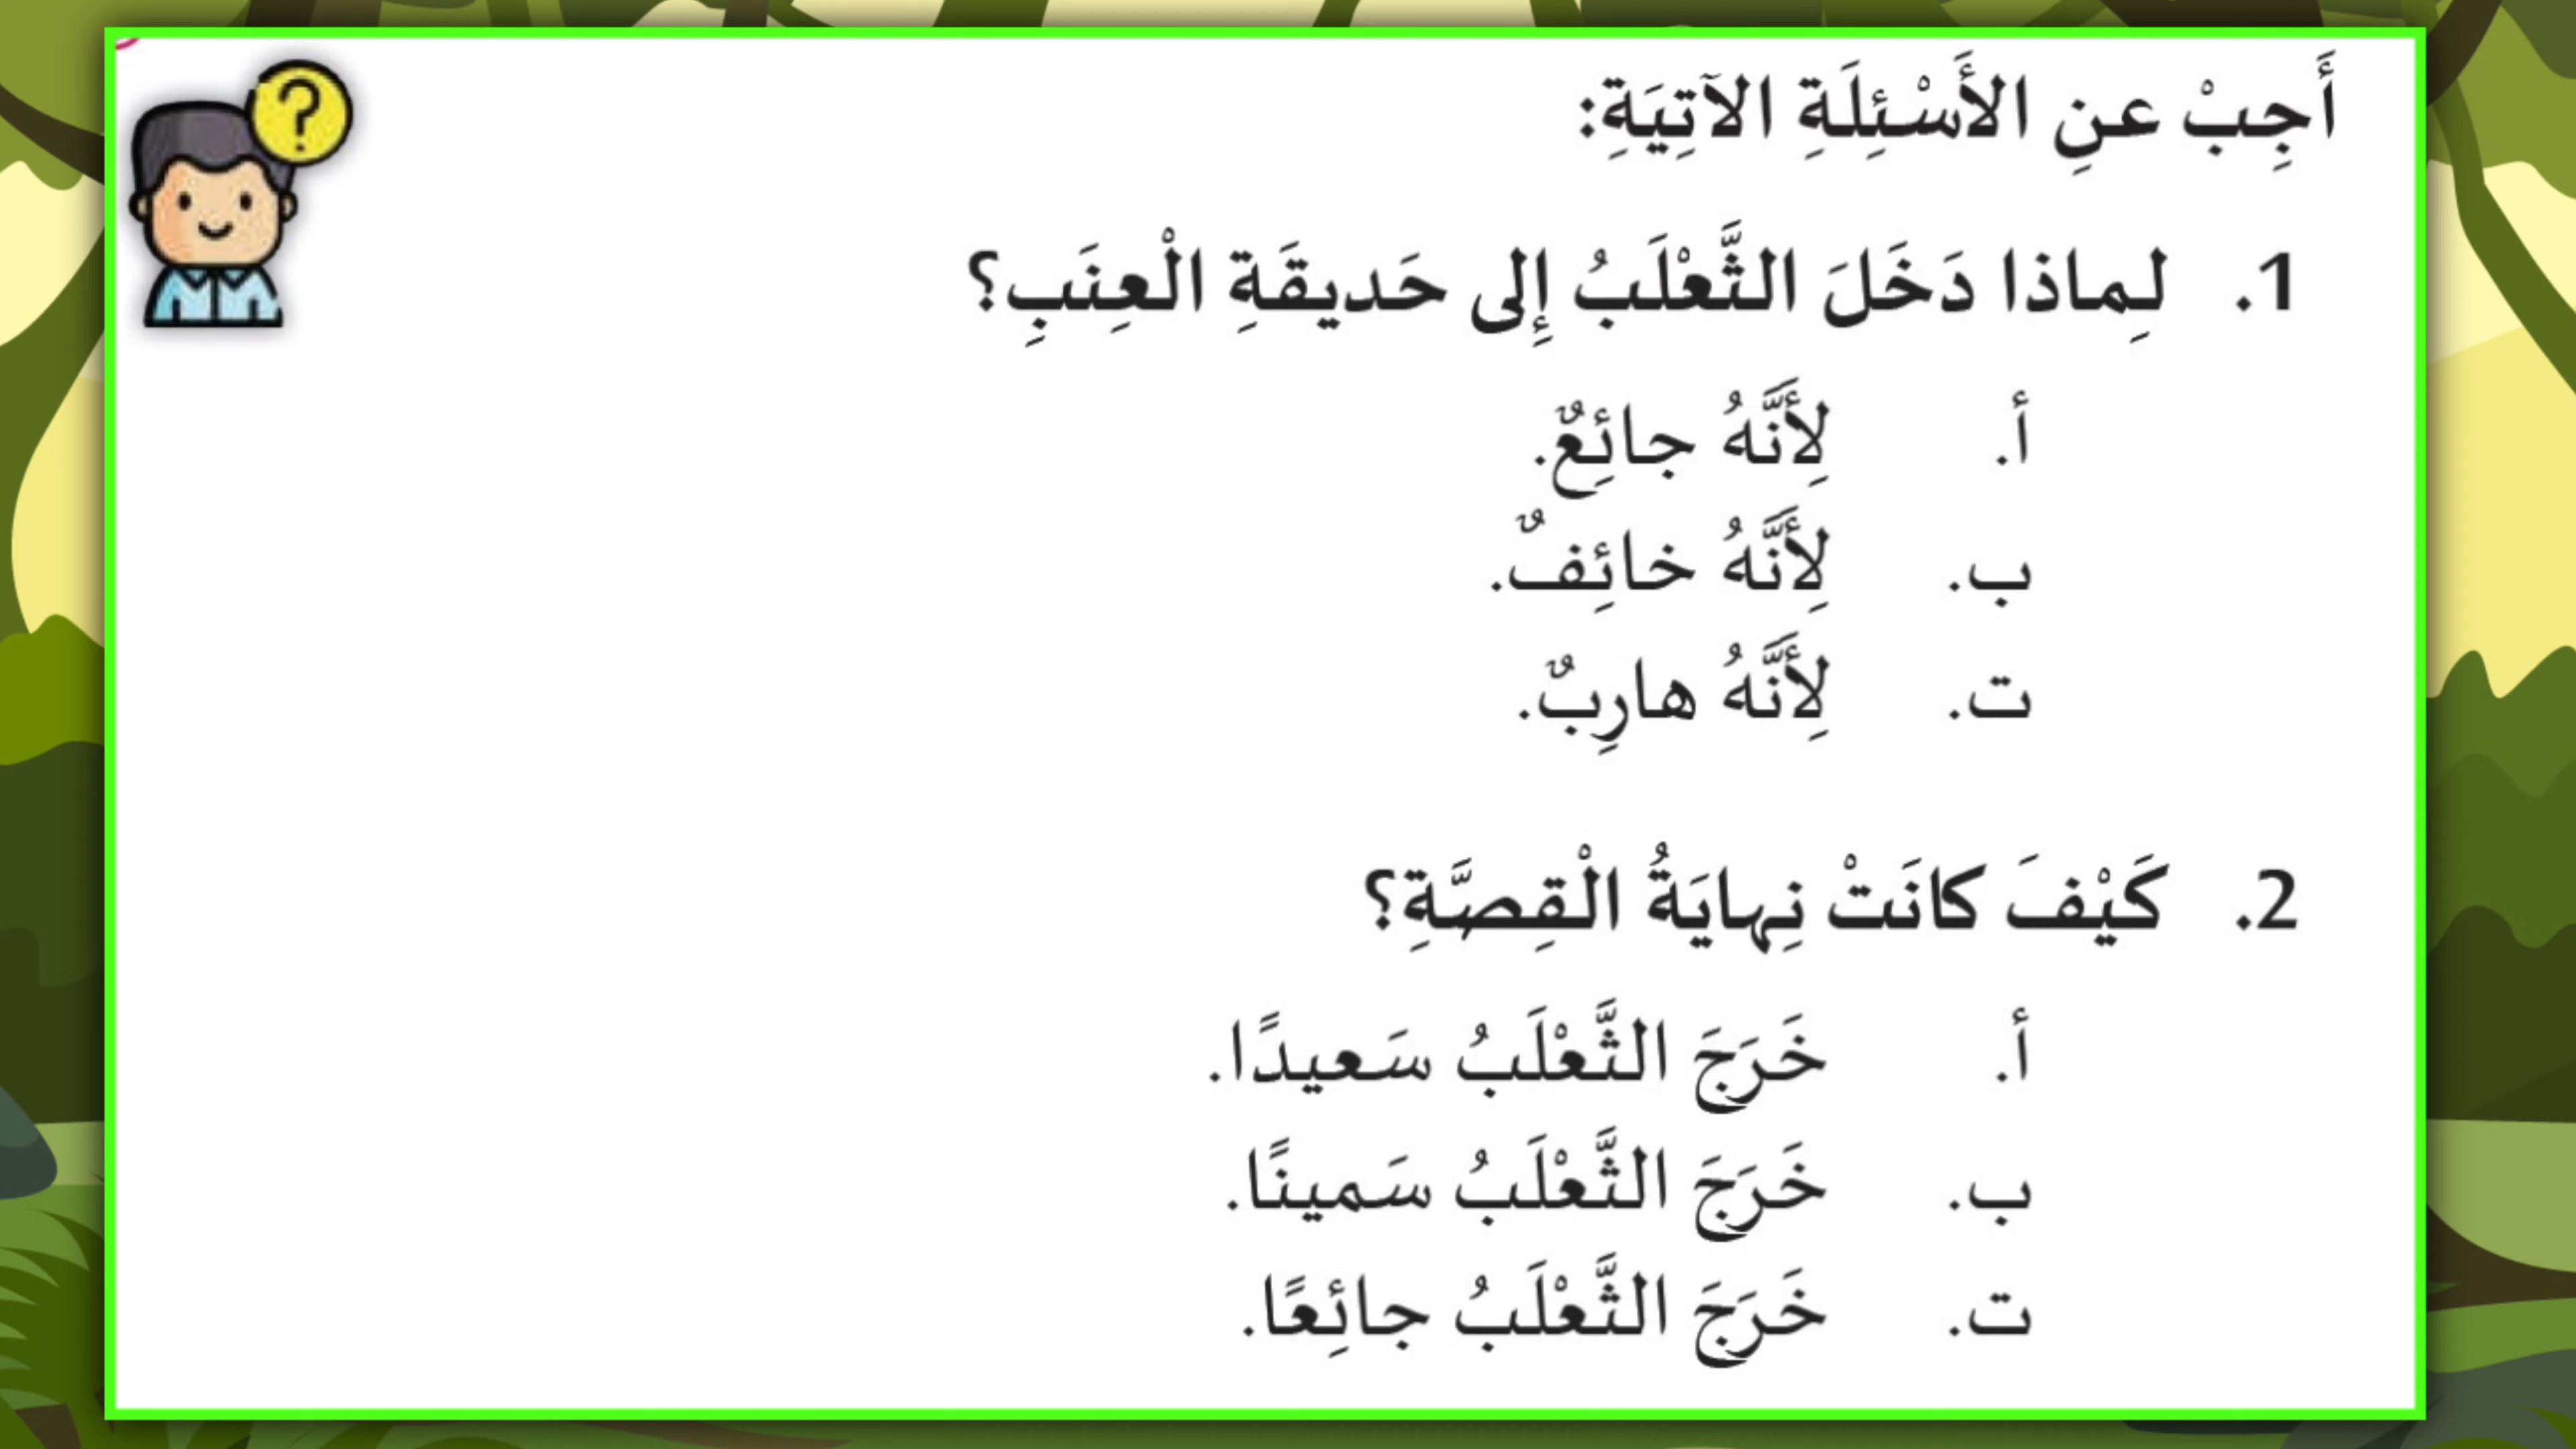 أَجِبْ عنِ الأَسْئِلَةِ الآتِيَةِ:
?
1. لِماذا دَخَلَ الثَّعْلَبُ إِلى حَديقَةِ الْعِنَبِ؟
أ. لِأَنَّهُ جائِعٌ.
ب. لِأَنَّهُ خائِفٌ.
ت. لِأَنَّهُ هارِبٌ.
2. كَيْفَ كانَتْ نِهايَةُ الْقِصَّةِ؟
أ. خَرَجَ الثَّعْلَبُ سَعيدًا.
ب. خَرَجَ الثَّعْلَبُ سَمينًا.
ت. خَرَجَ الثَّعْلَبُ جائِعًا.